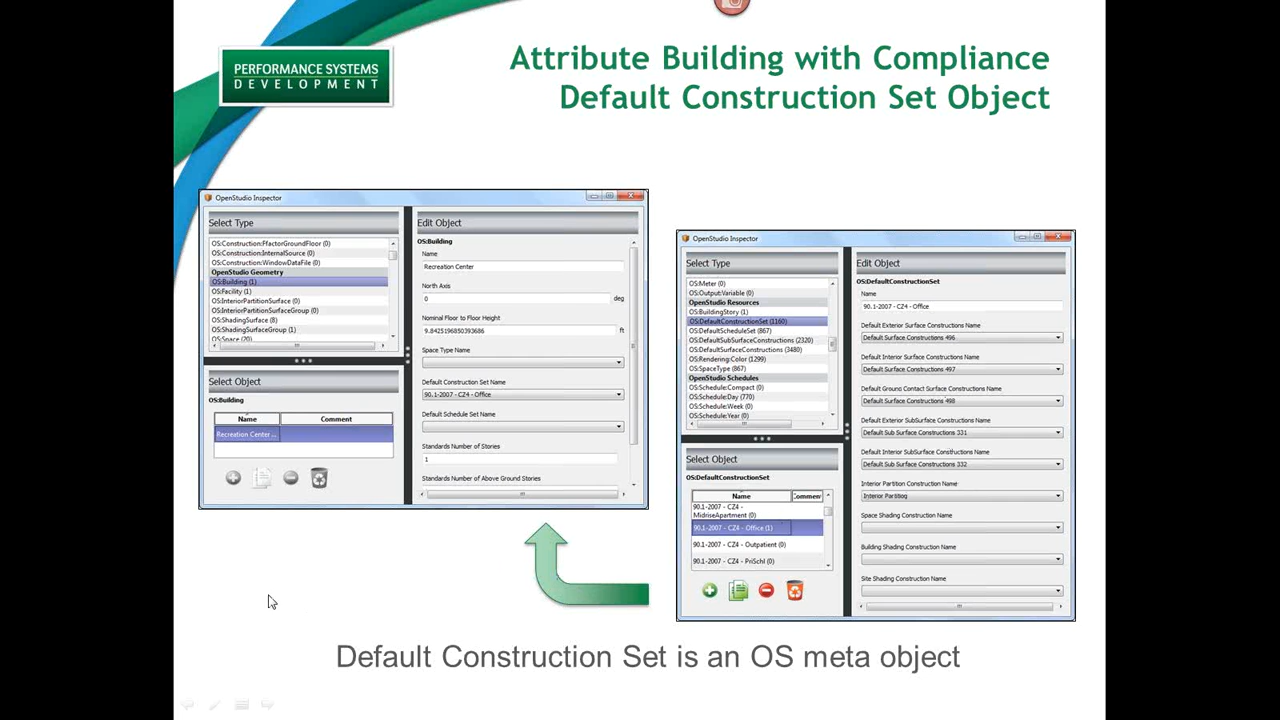 PERFORMANCE SYSTEMS
DEVELOPMENT
Attribute Building with Compliance
Default Construction Set Object
OpenStudio Inspector
Select Type
OS:Construction:FfactorGroundFloor (0)
OS:Construction:InternalSource (0)
OS:Construction:WindowDataFile (0)
OpenStudio Geometry
OS:Building (1)
OS:Facility (1)
OS:InteriorPartitionSurface (0)
OS:InteriorPartitionSurfaceGroup (0)
OS:ShadingSurface (8)
OS:ShadingSurfaceGroup (1)
OS:Space (20)
Select Object
OS:Building
Name Comment
Recreation Center ...
Edit Object
OS:Building
Name
Recreation Center
North Axis
0 deg
Nominal Floor to Floor Height
9.8425196850393686 ft
Space Type Name
Default Construction Set Name
90.1-2007 - CZ4 - Office
Default Schedule Set Name
Standards Number of Stories
1
Standards Number of Above Ground Stories
OpenStudio Inspector
Select Type
OS:Meter (0)
OS:Output:Variable (0)
OpenStudio Resources
OS:BuildingStory (1)
OS:DefaultConstructionSet (1160)
OS:DefaultScheduleSet (867)
OS:DefaultSubSurfaceConstructions (2320)
OS:DefaultSurfaceConstructions (3480)
OS:Rendering:Color (1299)
OS:SpaceType (867)
OpenStudio Schedules
OS:Schedule:Compact (0)
OS:Schedule:Day (770)
OS:Schedule:Week (0)
OS:Schedule:Year (0)
Select Object
OS:DefaultConstructionSet
Name Commen
90.1-2007 - CZ4 -
MidriseApartment (0)
90.1-2007 - CZ4 - Office (1)
90.1-2007 - CZ4 - Outpatient (0)
90.1-2007 - CZ4 - PriSchl (0)
Edit Object
OS:DefaultConstructionSet
Name
90.1-2007 - CZ4 - Office
Default Exterior Surface Constructions Name
Default Surface Constructions 496
Default Interior Surface Constructions Name
Default Surface Constructions 497
Default Ground Contact Surface Constructions Name
Default Surface Constructions 498
Default Exterior SubSurface Constructions Name
Default Sub Surface Constructions 331
Default Interior SubSurface Constructions Name
Default Sub Surface Constructions 332
Interior Partition Construction Name
Interior Partition
Space Shading Construction Name
Building Shading Construction Name
Site Shading Construction Name
Default Construction Set is an OS meta object